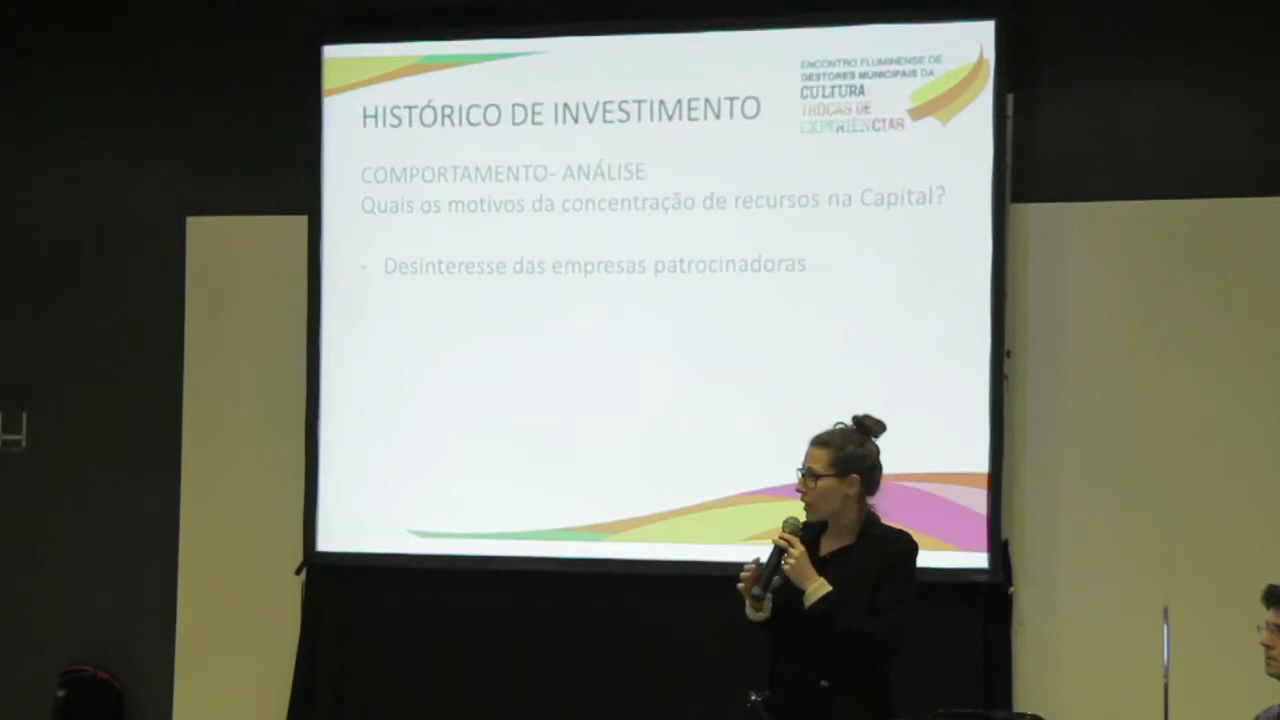 HISTÓRICO DE INVESTIMENTO
ENCONTRO FLUMINENSE DE
GESTORES MUNICIPAIS DA
CULTURA
TROCAS DE
EXPERIÊNCIAS
COMPORTAMENTO- ANÁLISE
Quais os motivos da concentração de recursos na Capital?
- Desinteresse das empresas patrocinadoras